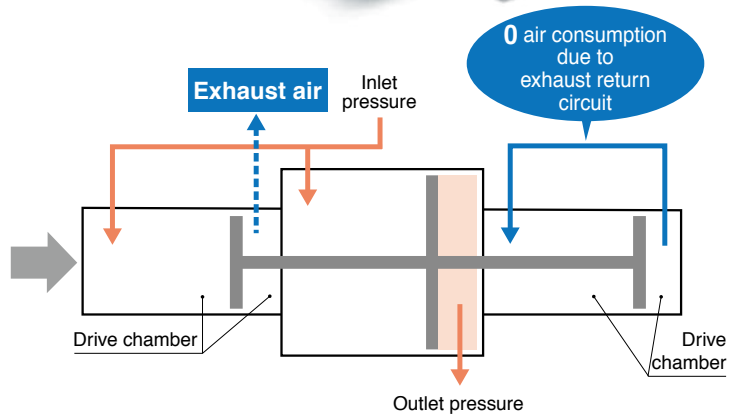 0 air consumption
due to
exhaust return
circuit
Exhaust air
Inlet
pressure
Drive chamber
Drive
chamber
Outlet pressure